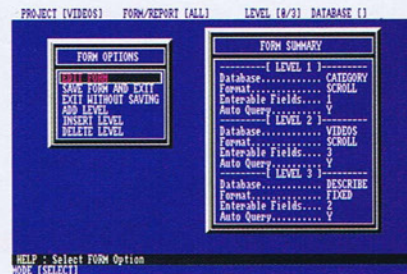 PROJECT [VIDEOS] FORM/REPORT [ALL] LEVEL [0/3] DATABASE []
FORM OPTIONS
EDIT FORM
SAVE FORM AND EXIT
EXIT WITHOUT SAVING
ADD LEVEL
INSERT LEVEL
DELETE LEVEL
FORM SUMMARY
--------[ LEVEL 1 ]--------
Database........... CATEGORY
Format............. SCROLL
Enterable Fields... 1
Auto Query......... Y
--------[ LEVEL 2 ]--------
Database........... VIDEOS
Format............. SCROLL
Enterable Fields... 3
Auto Query......... Y
--------[ LEVEL 3 ]--------
Database........... DESCRIBE
Format............. FIXED
Enterable Fields... 2
Auto Query......... Y
HELP : Select FORM Option
MODE [SELECT]